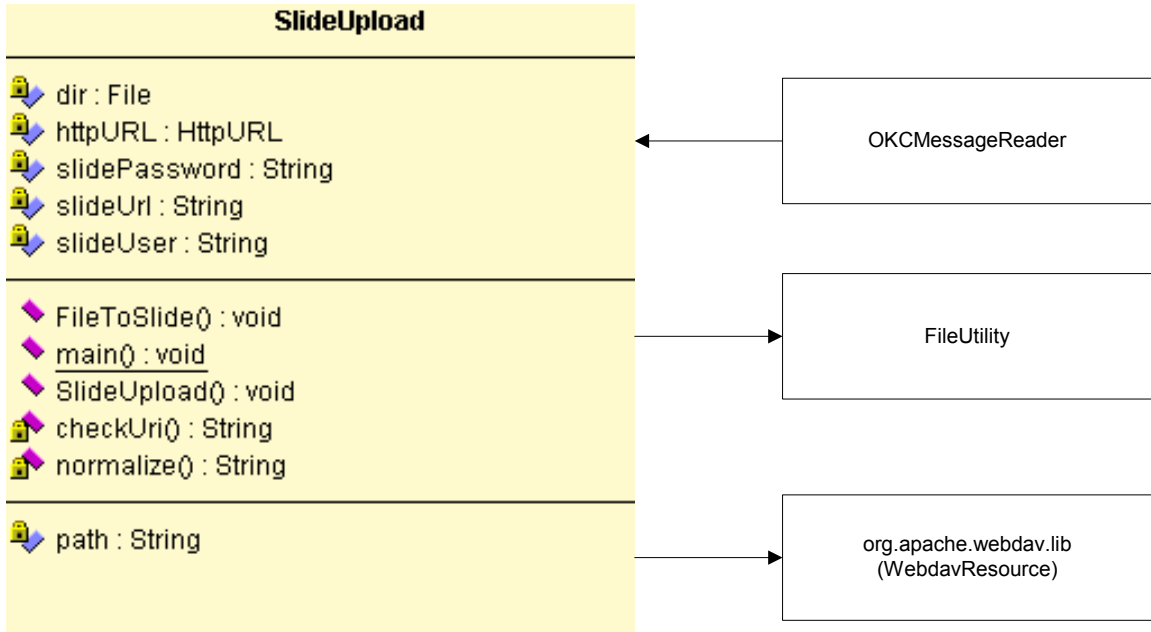 SlideUpload
dir : File
httpURL : HttpURL
slidePassword : String
slideUrl : String
slideUser : String
FileToSlide() : void
main() : void
SlideUpload() : void
checkUri() : String
normalize() : String
path : String
OKCMessageReader
FileUtility
org.apache.webdav.lib
(WebdavResource)